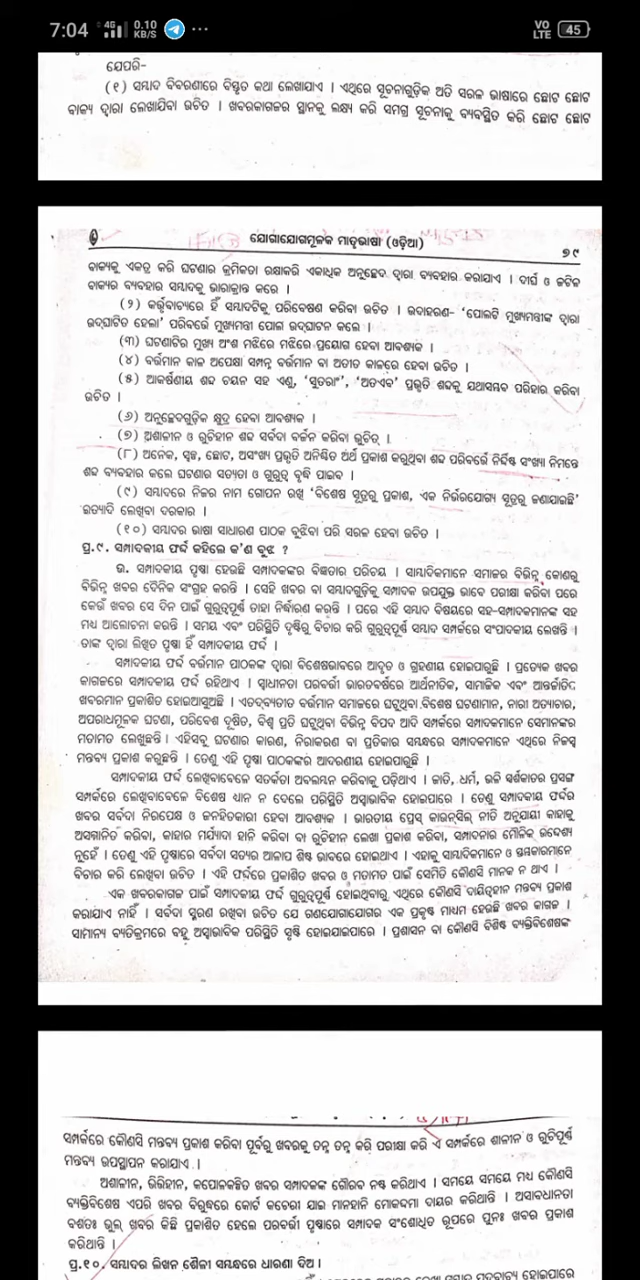 7:04 4G 0.10 KB/S ··· VO LTE 45
ଯେପରି-
(୧) ସମ୍ବାଦ ବିବରଣୀରେ ବିସ୍ତୃତ କଥା ଲେଖାଯାଏ । ଏଥିରେ ସୂଚନାଗୁଡ଼ିକ ଅତି ସରଳ ଭାଷାରେ ଛୋଟ ଛୋଟ
ବାକ୍ୟ ଦ୍ୱାରା ଲେଖାଯିବା ଉଚିତ । ଖବରକାଗଜର ସ୍ଥାନକୁ ଲକ୍ଷ୍ୟ କରି ସମଗ୍ର ସୂଚନାକୁ ବ୍ୟବସ୍ଥିତ କରି ଛୋଟ ଛୋଟ
ଯୋଗାଯୋଗମୂଳକ ମାତୃଭାଷା (ଓଡ଼ିଆ)
୭୯
ବାକ୍ୟକୁ ଏକତ୍ର କରି ଘଟଣାର କ୍ରମିକତା ରକ୍ଷାକରି ଏକାଧିକ ଅନୁଚ୍ଛେଦ ଦ୍ୱାରା ବ୍ୟବହାର କରାଯାଏ । ଦୀର୍ଘ ଓ ଜଟିଳ
ବାକ୍ୟର ବ୍ୟବହାର ସମ୍ବାଦକୁ ଭାରାକ୍ରାନ୍ତ କରେ ।
(୨) କର୍ତ୍ତୃବାଚ୍ୟରେ ହିଁ ସମ୍ବାଦଟିକୁ ପରିବେଷଣ କରିବା ଉଚିତ । ଉଦାହରଣ- ‘ପୋଲଟି ମୁଖ୍ୟମନ୍ତ୍ରୀଙ୍କ ଦ୍ୱାରା
ଉଦ୍‌ଘାଟିତ ହେଲା’ ପରିବର୍ତ୍ତେ ମୁଖ୍ୟମନ୍ତ୍ରୀ ପୋଲ ଉଦ୍‌ଘାଟନ କଲେ ।
(୩) ଘଟଣାଟିର ମୁଖ୍ୟ ଅଂଶ ମଝିରେ ମଝିରେ ପ୍ରୟୋଗ ହେବା ଆବଶ୍ୟକ ।
(୪) ବର୍ତ୍ତମାନ କାଳ ଅପେକ୍ଷା ସମ୍ପନ୍ନ ବର୍ତ୍ତମାନ ବା ଅତୀତ କାଳରେ ହେବା ଉଚିତ ।
(୫) ଆକର୍ଷଣୀୟ ଶବ୍ଦ ଚୟନ ସହ ଏଣୁ, ‘ସୁତରାଂ’, ‘ଅତଏବ’ ପ୍ରଭୃତି ଶବ୍ଦକୁ ଯଥାସମ୍ଭବ ପରିହାର କରିବା
ଉଚିତ ।
(୬) ଅନୁଚ୍ଛେଦଗୁଡ଼ିକ କ୍ଷୁଦ୍ର ହେବା ଆବଶ୍ୟକ ।
(୭) ଅଶାଳୀନ ଓ ରୁଚିହୀନ ଶବ୍ଦ ସର୍ବଦା ବର୍ଜନ କରିବା ଉଚିତ୍ ।
(୮) ଅନେକ, ସ୍ୱଳ୍ପ, ଛୋଟ, ଅସଂଖ୍ୟ ପ୍ରଭୃତି ଅନିଶ୍ଚିତ ଅର୍ଥ ପ୍ରକାଶ କରୁଥିବା ଶବ୍ଦ ପରିବର୍ତ୍ତେ ନିର୍ଦ୍ଦିଷ୍ଟ ସଂଖ୍ୟା ନିମନ୍ତେ
ଶବ୍ଦ ବ୍ୟବହାର କଲେ ଘଟଣାର ସତ୍ୟତା ଓ ଗୁରୁତ୍ୱ ବୃଦ୍ଧି ପାଇବ ।
(୯) ସମ୍ବାଦରେ ନିଜର ନାମ ଗୋପନ ରଖି ‘ବିଶେଷ ସୂତ୍ରରୁ ପ୍ରକାଶ, ଏକ ନିର୍ଭରଯୋଗ୍ୟ ସୂତ୍ରରୁ ଜଣାଯାଇଛି’
ଇତ୍ୟାଦି ଲେଖିବା ଦରକାର ।
(୧୦) ସମ୍ବାଦର ଭାଷା ସାଧାରଣ ପାଠକ ବୁଝିବା ପରି ସରଳ ହେବା ଉଚିତ ।
ପ୍ର.୯. ସମ୍ପାଦକୀୟ ଫର୍ଦ୍ଦ କହିଲେ କ'ଣ ବୁଝ ?
ଉ. ସମ୍ପାଦକୀୟ ପୃଷ୍ଠା ହେଉଛି ସମ୍ପାଦକଙ୍କର ବିଜ୍ଞତାର ପରିଚୟ । ସାମ୍ବାଦିକମାନେ ସମାଜର ବିଭିନ୍ନ କୋଣରୁ
ବିଭିନ୍ନ ଖବର ଦୈନିକ ସଂଗ୍ରହ କରନ୍ତି । ସେହି ଖବର ବା ସମ୍ବାଦଗୁଡ଼ିକୁ ସମ୍ପାଦକ ଉପଯୁକ୍ତ ଭାବେ ପରୀକ୍ଷା କରିବା ପରେ
କେଉଁ ଖବର ସେ ଦିନ ପାଇଁ ଗୁରୁତ୍ୱପୂର୍ଣ୍ଣ ତାହା ନିର୍ଦ୍ଧାରଣ କରନ୍ତି । ପରେ ଏହି ସମ୍ବାଦ ବିଷୟରେ ସହ-ସମ୍ପାଦକମାନଙ୍କ ସହ
ମଧ୍ୟ ଆଲୋଚନା କରନ୍ତି । ସମୟ ଏବଂ ପରିସ୍ଥିତି ଦୃଷ୍ଟିରୁ ବିଚାର କରି ଗୁରୁତ୍ୱପୂର୍ଣ୍ଣ ସମ୍ବାଦ ସମ୍ପର୍କରେ ସଂପାଦକୀୟ ଲେଖନ୍ତି ।
ତାଙ୍କ ଦ୍ୱାରା ଲିଖିତ ପୃଷ୍ଠା ହିଁ ସମ୍ପାଦକୀୟ ଫର୍ଦ୍ଦ ।
ସମ୍ପାଦକୀୟ ଫର୍ଦ୍ଦ ବର୍ତ୍ତମାନ ପାଠକଙ୍କ ଦ୍ୱାରା ବିଶେଷଭାବରେ ଆଦୃତ ଓ ଗ୍ରହଣୀୟ ହୋଇପାରୁଛି । ପ୍ରତ୍ୟେକ ଖବର
କାଗଜରେ ସମ୍ପାଦକୀୟ ଫର୍ଦ୍ଦ ରହିଥାଏ । ସ୍ୱାଧୀନତା ପରବର୍ତ୍ତୀ ଭାରତବର୍ଷରେ ଆର୍ଥନୀତିକ, ସାମାଜିକ ଏବଂ ଆନ୍ତର୍ଜାତିକ
ଖବରମାନ ପ୍ରକାଶିତ ହୋଇଆସୁଅଛି । ଏତଦ୍‌ବ୍ୟତୀତ ବର୍ତ୍ତମାନ ସମାଜରେ ଘଟୁଥିବା ବିଶେଷ ଘଟଣାମାନ, ନାରୀ ଅତ୍ୟାଚାର,
ଅପରାଧମୂଳକ ଘଟଣା, ପରିବେଶ ଦୂଷିତ, ବିଶ୍ୱ ପ୍ରତି ଘଟୁଥିବା ବିଭିନ୍ନ ବିପଦ ଆଦି ସମ୍ପର୍କରେ ସମ୍ପାଦକମାନେ ସେମାନଙ୍କର
ମତାମତ ଲେଖୁଛନ୍ତି । ଏହିସବୁ ଘଟଣାର କାରଣ, ନିରାକରଣ ବା ପ୍ରତିକାର ସମ୍ବନ୍ଧରେ ସମ୍ପାଦକମାନେ ଏଥିରେ ନିଜସ୍ୱ
ମନ୍ତବ୍ୟ ପ୍ରକାଶ କରୁଛନ୍ତି । ତେଣୁ ଏହି ପୃଷ୍ଠା ପାଠକଙ୍କର ଆଦରଣୀୟ ହୋଇପାରୁଛି ।
ସମ୍ପାଦକୀୟ ଫର୍ଦ୍ଦ ଲେଖିବାବେଳେ ସତର୍କତା ଅବଲମ୍ବନ କରିବାକୁ ପଡ଼ିଥାଏ । ଜାତି, ଧର୍ମ, ଭଳି ସ୍ପର୍ଶକାତର ପ୍ରସଙ୍ଗ
ସମ୍ପର୍କରେ ଲେଖିବାବେଳେ ବିଶେଷ ଧ୍ୟାନ ନ ଦେଲେ ପରିସ୍ଥିତି ଅସ୍ୱାଭାବିକ ହୋଇପାରେ । ତେଣୁ ସମ୍ପାଦକୀୟ ଫର୍ଦ୍ଦର
ଖବର ସର୍ବଦା ନିରପେକ୍ଷ ଓ ଜନହିତକାରୀ ହେବା ଆବଶ୍ୟକ । ଭାରତୀୟ ପ୍ରେସ୍ କାଉନ୍‌ସିଲ୍ ନୀତି ଅନୁଯାୟୀ କାହାକୁ
ଅସମ୍ମାନିତ କରିବା, କାହାର ମର୍ଯ୍ୟାଦା ହାନି କରିବା ବା ରୁଚିହୀନ ଲେଖା ପ୍ରକାଶ କରିବା, ସମ୍ପାଦନାର ମୌଳିକ ଉଦ୍ଦେଶ୍ୟ
ନୁହେଁ । ତେଣୁ ଏହି ପୃଷ୍ଠାରେ ସର୍ବଦା ସତ୍ୟର ଆଳାପ ଶିଷ୍ଟ ଭାବରେ ହୋଇଥାଏ । ଏହାକୁ ସାମ୍ବାଦିକମାନେ ଓ ସ୍ତମ୍ଭକାରମାନେ
ବିଚାର କରି ଲେଖିବା ଉଚିତ । ଏହି ଫର୍ଦ୍ଦରେ ପ୍ରକାଶିତ ଖବର ଓ ମତାମତ ପାଇଁ ସେମିତି କୌଣସି ମାନକ ନ ଥାଏ ।
ଏକ ଖବରକାଗଜ ପାଇଁ ସମ୍ପାଦକୀୟ ଫର୍ଦ୍ଦ ଗୁରୁତ୍ୱପୂର୍ଣ୍ଣ ହୋଇଥିବାରୁ ଏଥିରେ କୌଣସି ଦାୟିତ୍ୱହୀନ ମନ୍ତବ୍ୟ ପ୍ରକାଶ
କରାଯାଏ ନାହିଁ । ସର୍ବଦା ସ୍ମରଣ ରଖିବା ଉଚିତ ଯେ ଗଣଯୋଗାଯୋଗର ଏକ ପ୍ରକୃଷ୍ଟ ମାଧ୍ୟମ ହେଉଛି ଖବର କାଗଜ ।
ସାମାନ୍ୟ ବ୍ୟତିକ୍ରମରେ ବହୁ ଅସ୍ୱାଭାବିକ ପରିସ୍ଥିତି ସୃଷ୍ଟି ହୋଇଯାଇପାରେ । ପ୍ରଶାସନ ବା କୌଣସି ବିଶିଷ୍ଟ ବ୍ୟକ୍ତିବିଶେଷଙ୍କ
ସମ୍ପର୍କରେ କୌଣସି ମନ୍ତବ୍ୟ ପ୍ରକାଶ କରିବା ପୂର୍ବରୁ ଖବରକୁ ତନ୍ନ ତନ୍ନ କରି ପରୀକ୍ଷା କରି ଏ ସମ୍ପର୍କରେ ଶାଳୀନ ଓ ରୁଚିପୂର୍ଣ୍ଣ
ମନ୍ତବ୍ୟ ଉପସ୍ଥାପନ କରାଯାଏ ।
ଅଶାଳୀନ, ଭିତ୍ତିହୀନ, କପୋଳକଳ୍ପିତ ଖବର ସମ୍ପାଦକଙ୍କ ଗୌରବ ନଷ୍ଟ କରିଥାଏ । ସମୟେ ସମୟେ ମଧ୍ୟ କୌଣସି
ବ୍ୟକ୍ତିବିଶେଷ ଏପରି ଖବର ବିରୁଦ୍ଧରେ କୋର୍ଟ କଚେରୀ ଯାଇ ମାନହାନି ମୋକଦ୍ଦମା ଦାୟର କରିଥାନ୍ତି । ଅସାବଧାନତା
ବଶତଃ ଭୁଲ୍ ଖବର କିଛି ପ୍ରକାଶିତ ହେଲେ ପରବର୍ତ୍ତୀ ପୃଷ୍ଠାରେ ସମ୍ପାଦକ ସଂଶୋଧିତ ରୂପରେ ପୁନଃ ଖବର ପ୍ରକାଶ
କରିଥାନ୍ତି ।
ପ୍ର.୧୦. ସମ୍ବାଦର ଲିଖନ ଶୈଳୀ ସମ୍ବନ୍ଧରେ ଧାରଣା ଦିଅ ।